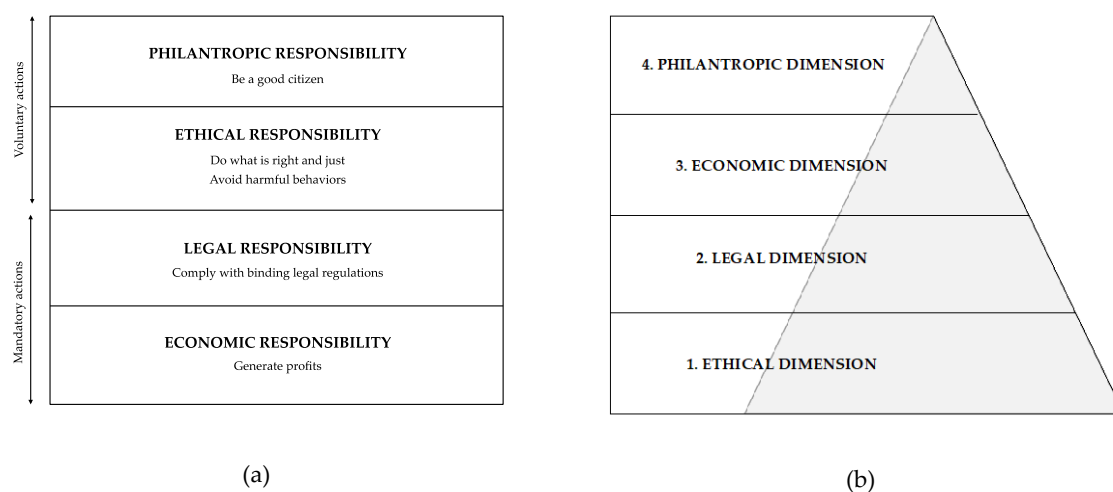 Voluntary actions
Mandatory actions
PHILANTROPIC RESPONSIBILITY
Be a good citizen
ETHICAL RESPONSIBILITY
Do what is right and just
Avoid harmful behaviors
LEGAL RESPONSIBILITY
Comply with binding legal regulations
ECONOMIC RESPONSIBILITY
Generate profits
(a)
4. PHILANTROPIC DIMENSION
3. ECONOMIC DIMENSION
2. LEGAL DIMENSION
1. ETHICAL DIMENSION
(b)